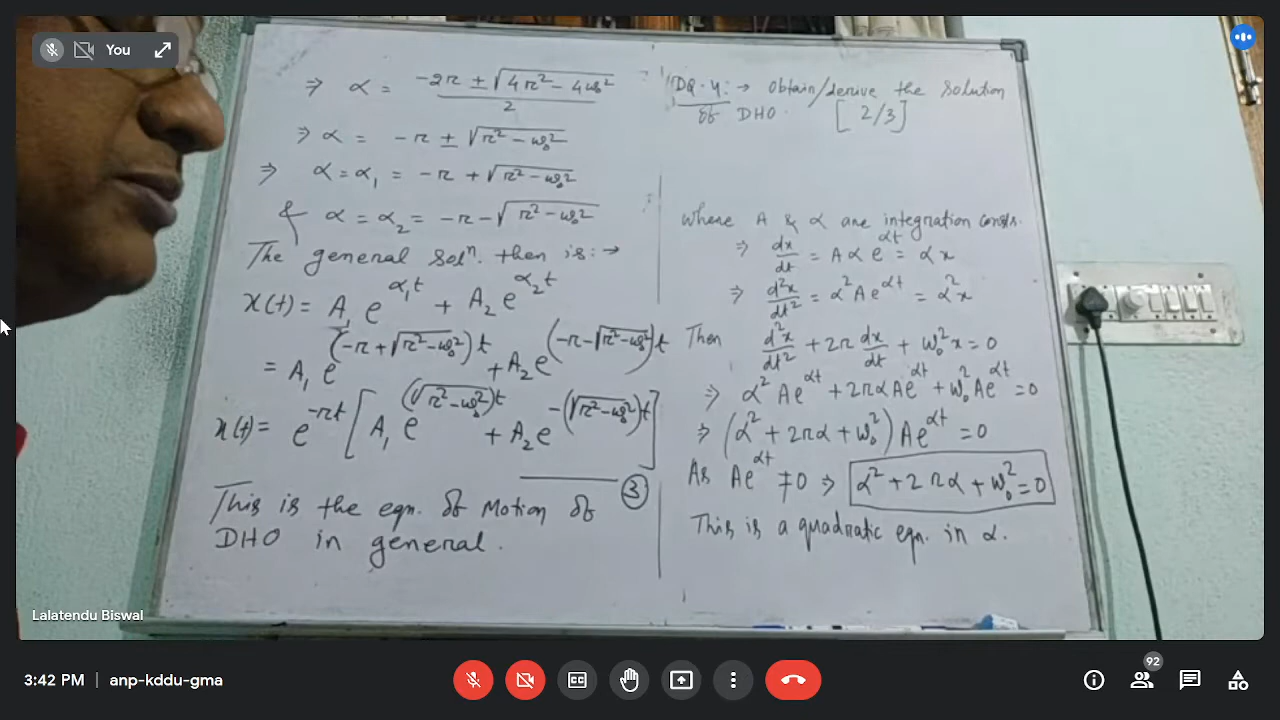 You
⇒ α = (-2r ± √(4r² - 4ω₀²)) / 2
⇒ α = -r ± √(r² - ω₀²)
⇒ α = α₁ = -r + √(r² - ω₀²)
& α = α₂ = -r - √(r² - ω₀²)
The general solⁿ. then is:→
x(t) = A₁ e^(α₁t) + A₂ e^(α₂t)
= A₁ e^((-r + √(r² - ω₀²))t) + A₂ e^((-r - √(r² - ω₀²))t)
x(t) = e^(-rt) [A₁ e^((√(r² - ω₀²))t) + A₂ e^(-(√(r² - ω₀²))t)]
③
This is the eqn. of Motion of
DHO in general.
DQ.4:→ Obtain/derive the solution
of DHO. [2/3]
where A & α are integration consts.
⇒ dx/dt = Aαe^(αt) = αx
⇒ d²x/dt² = α²Ae^(αt) = α²x
Then d²x/dt² + 2r dx/dt + ω₀²x = 0
⇒ α²Ae^(αt) + 2rαAe^(αt) + ω₀²Ae^(αt) = 0
⇒ (α² + 2rα + ω₀²)Ae^(αt) = 0
As Ae^(αt) ≠ 0 ⇒ α² + 2rα + ω₀² = 0
This is a quadratic eqn. in α.
Lalatendu Biswal
3:42 PM | anp-kddu-gma
92